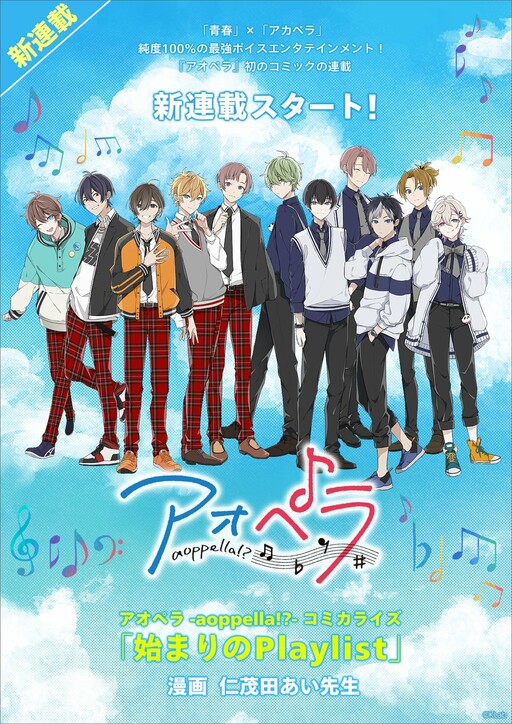 新連載
「青春」×「アカペラ」
純度100%の最強ボイスエンタテインメント！
『アオペラ』初のコミックの連載
新連載スタート！
アオペラ
aoppella!?
アオペラ -aoppella!?- コミカライズ
「始まりのPlaylist」
漫画 仁茂田あい先生